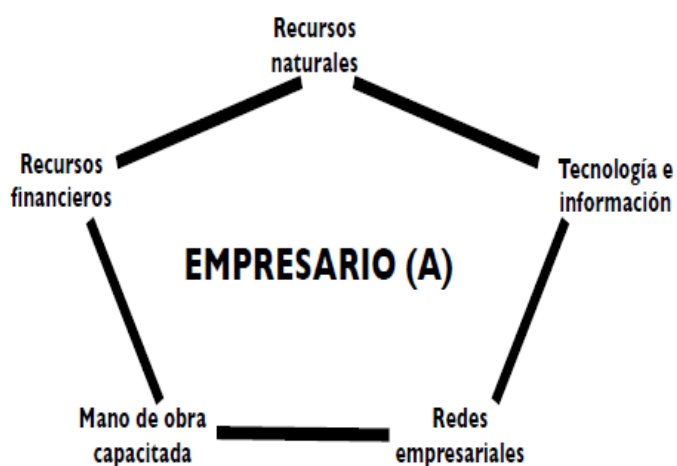 Recursos
naturales
Recursos
financieros
Tecnología e
información
EMPRESARIO (A)
Mano de obra
capacitada
Redes
empresariales